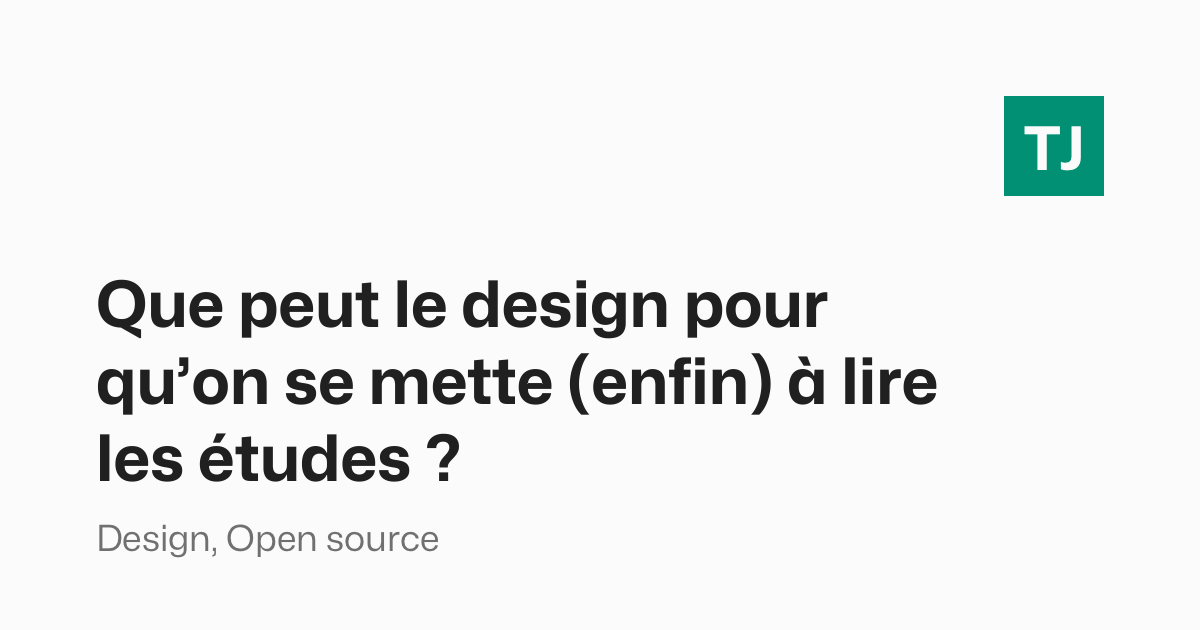 TJ
Que peut le design pour
qu’on se mette (enfin) à lire
les études ?
Design, Open source